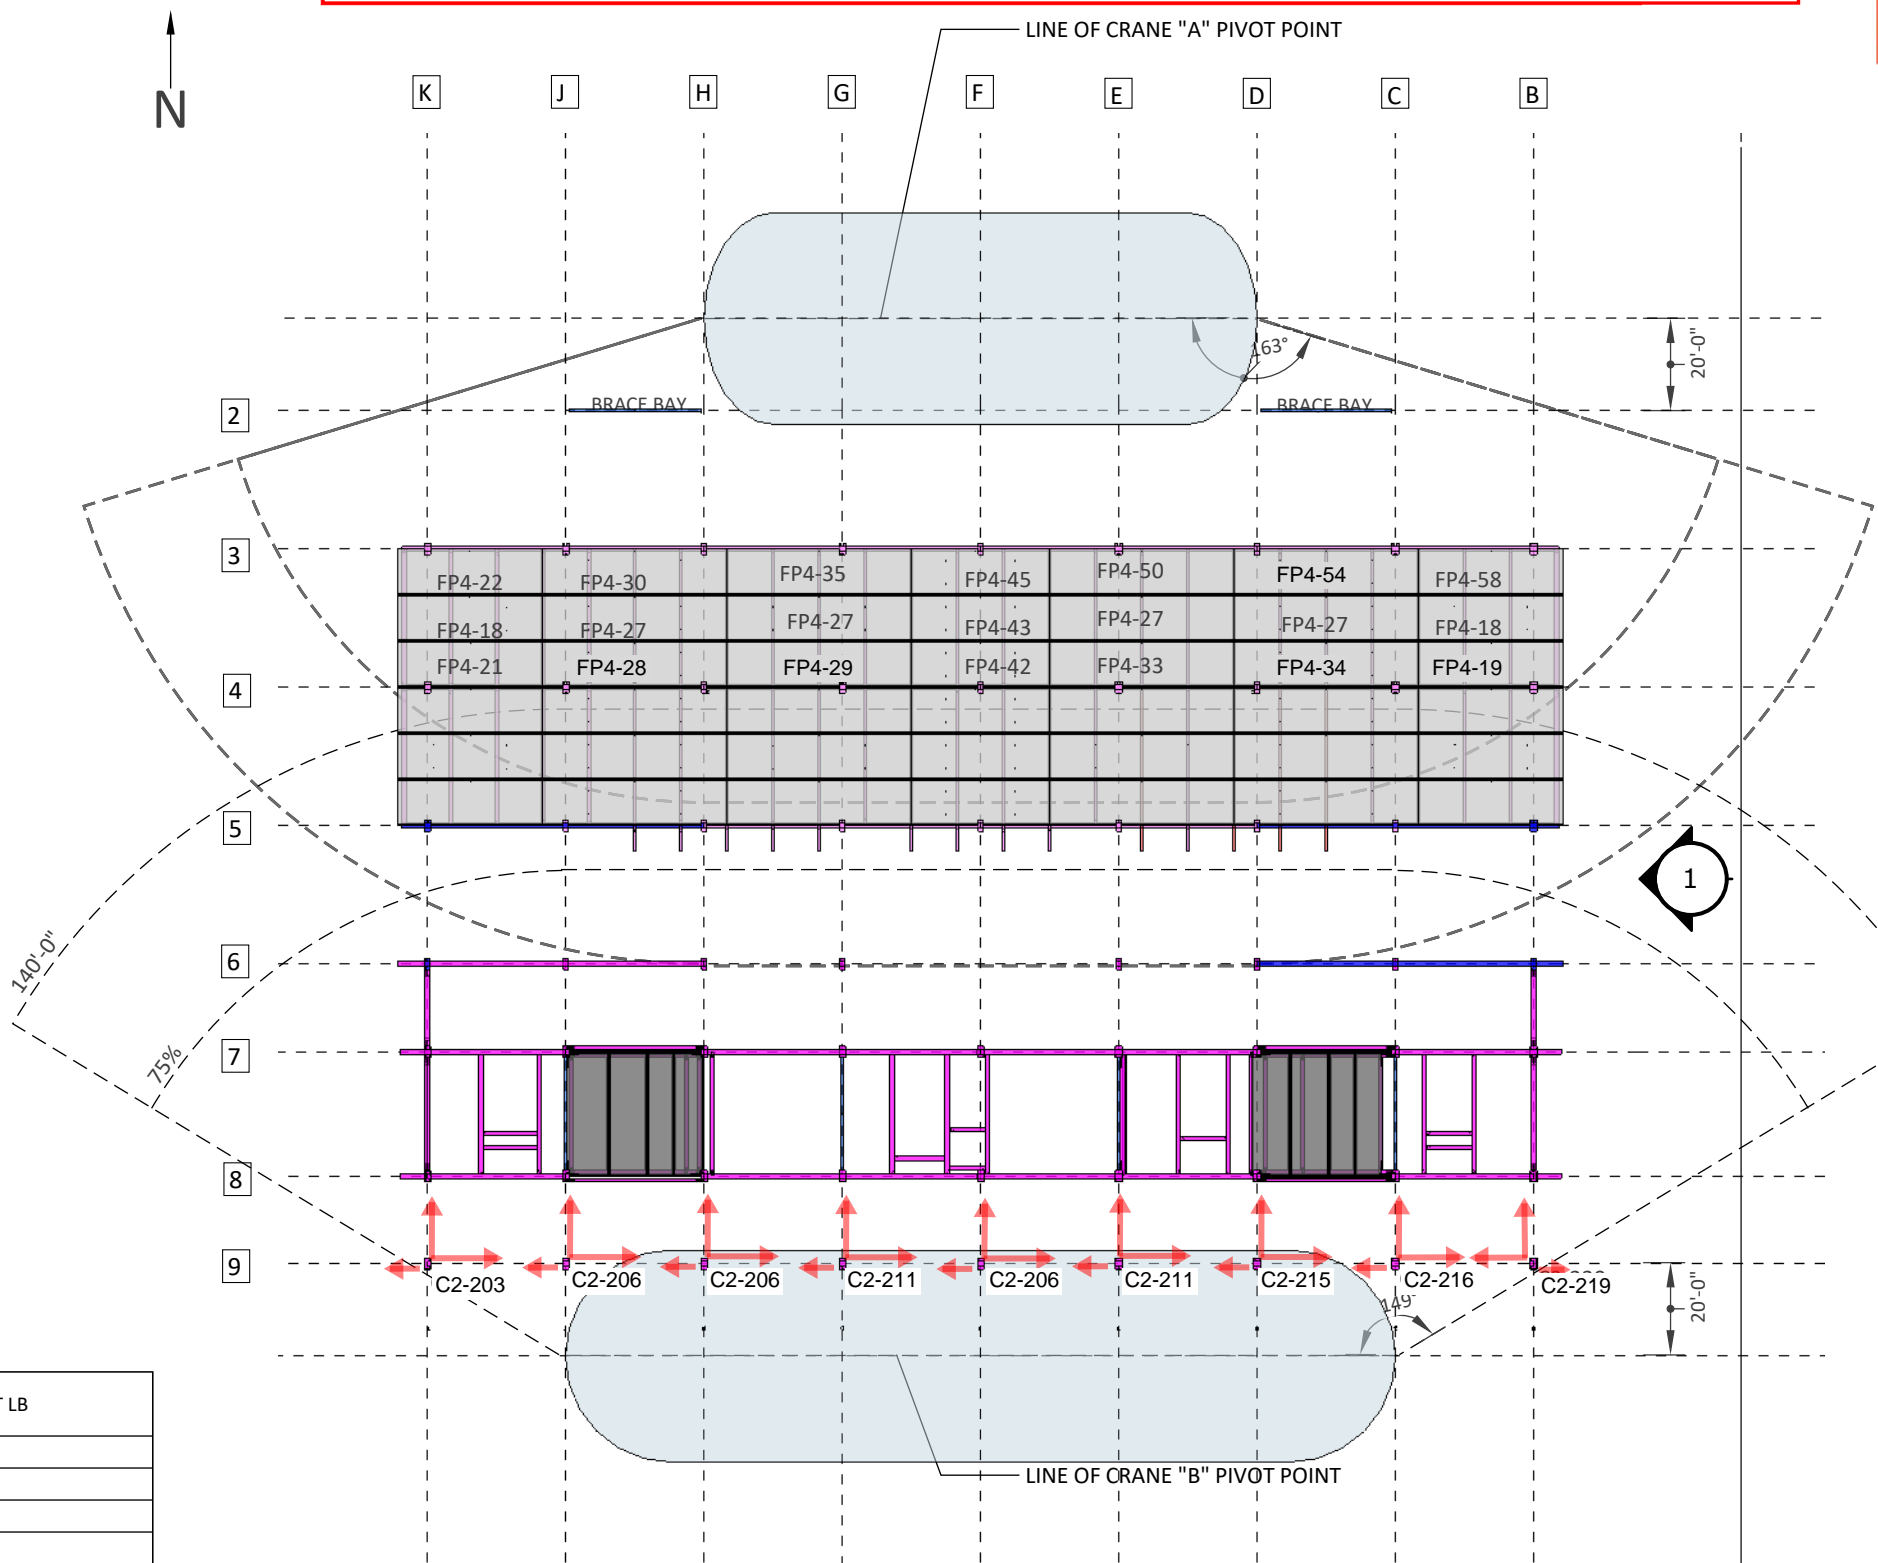 LINE OF CRANE "A" PIVOT POINT
N
K J H G F E D C B
163°
20'-0"
2
BRACE BAY BRACE BAY
3
FP4-22 FP4-30 FP4-35 FP4-45 FP4-50 FP4-54 FP4-58
FP4-18 FP4-27 FP4-27 FP4-43 FP4-27 FP4-27 FP4-18
FP4-21 FP4-28 FP4-29 FP4-42 FP4-33 FP4-34 FP4-19
4
5
1
140'-0"
6
7
75%
8
9
C2-203 C2-206 C2-206 C2-211 C2-206 C2-211 C2-215 C2-216 C2-219
149°
20'-0"
LB
LINE OF CRANE "B" PIVOT POINT